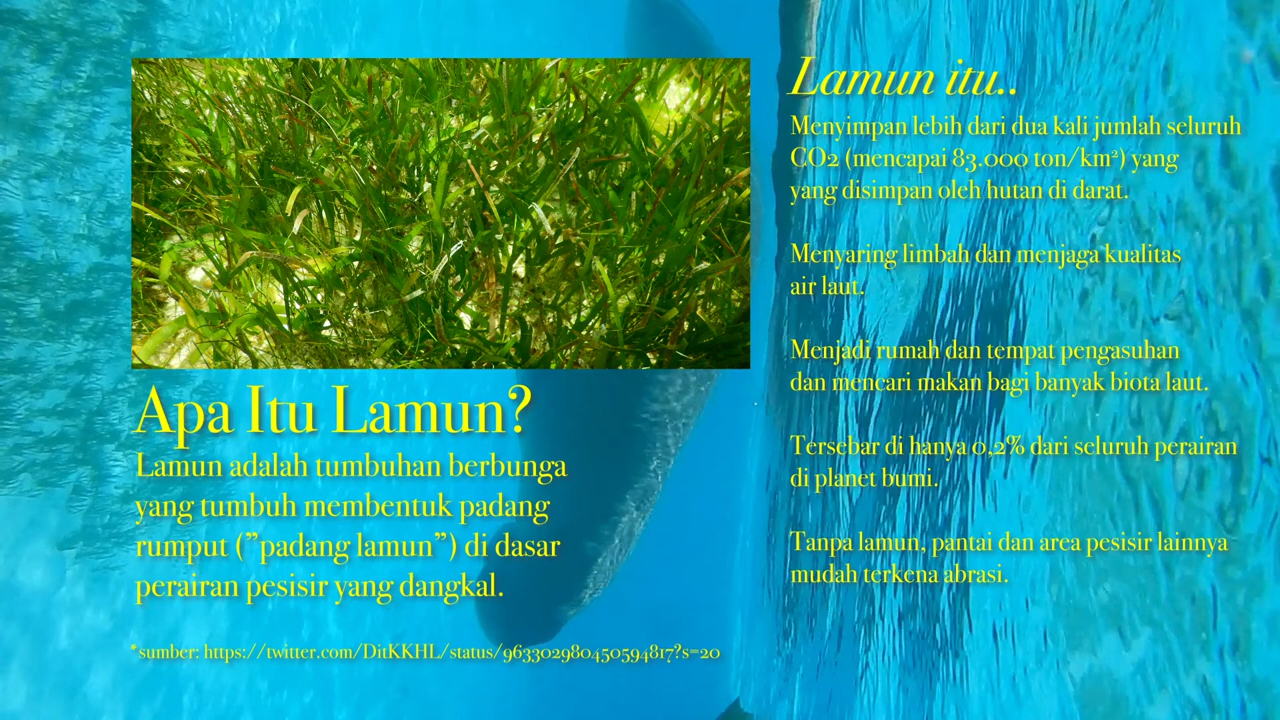 Apa Itu Lamun?
Lamun adalah tumbuhan berbunga
yang tumbuh membentuk padang
rumput (”padang lamun”) di dasar
perairan pesisir yang dangkal.
*sumber: https://twitter.com/DitKKHL/status/963302980450594817?s=20
Lamun itu..
Menyimpan lebih dari dua kali jumlah seluruh
CO2 (mencapai 83.000 ton/km²) yang
yang disimpan oleh hutan di darat.
Menyaring limbah dan menjaga kualitas
air laut.
Menjadi rumah dan tempat pengasuhan
dan mencari makan bagi banyak biota laut.
Tersebar di hanya 0,2% dari seluruh perairan
di planet bumi.
Tanpa lamun, pantai dan area pesisir lainnya
mudah terkena abrasi.